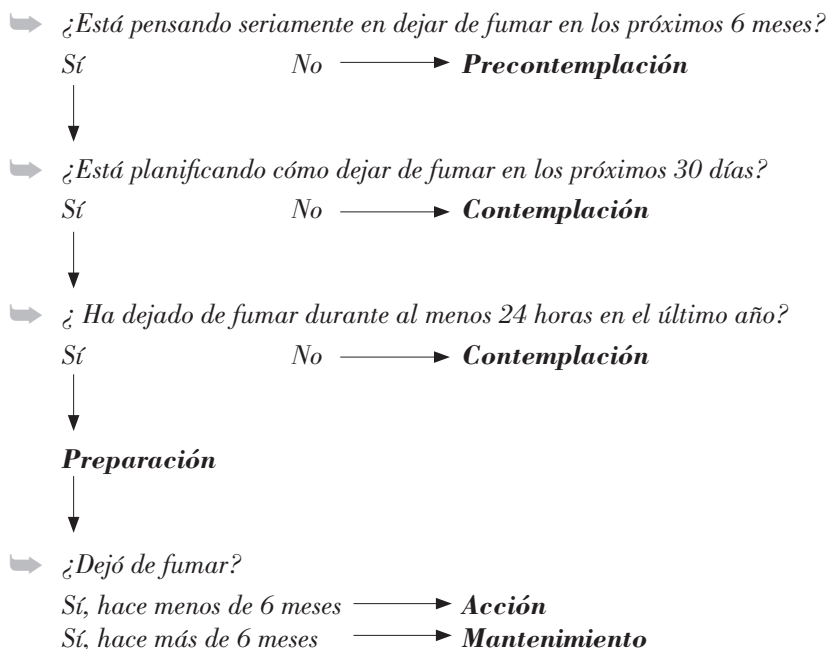 ¿Está pensando seriamente en dejar de fumar en los próximos 6 meses?
Sí No Precontemplación
¿Está planificando cómo dejar de fumar en los próximos 30 días?
Sí No Contemplación
¿ Ha dejado de fumar durante al menos 24 horas en el último año?
Sí No Contemplación
Preparación
¿Dejó de fumar?
Sí, hace menos de 6 meses Acción
Sí, hace más de 6 meses Mantenimiento